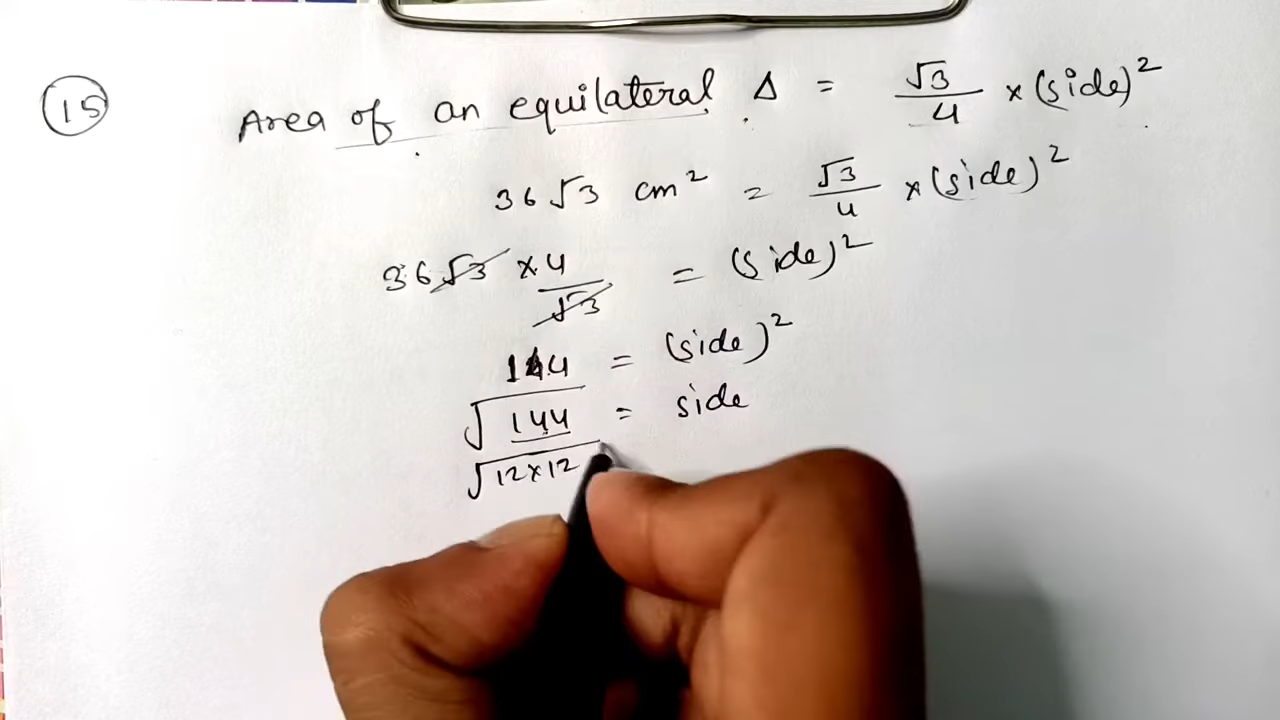 15 Area of an equilateral Δ = √3/4 × (side)²
36√3 cm² = √3/4 × (side)²
36√3 × 4/√3 = (side)²
144 = (side)²
√144 = side
√12×12